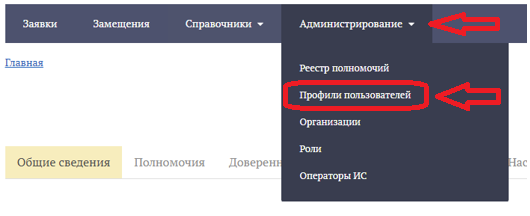 Заявки Замещения Справочники Администрирование
Реестр полномочий
Главная
Профили пользователей
Организации
Роли
Операторы ИС
Общие сведения Полномочия Доверенн Нас